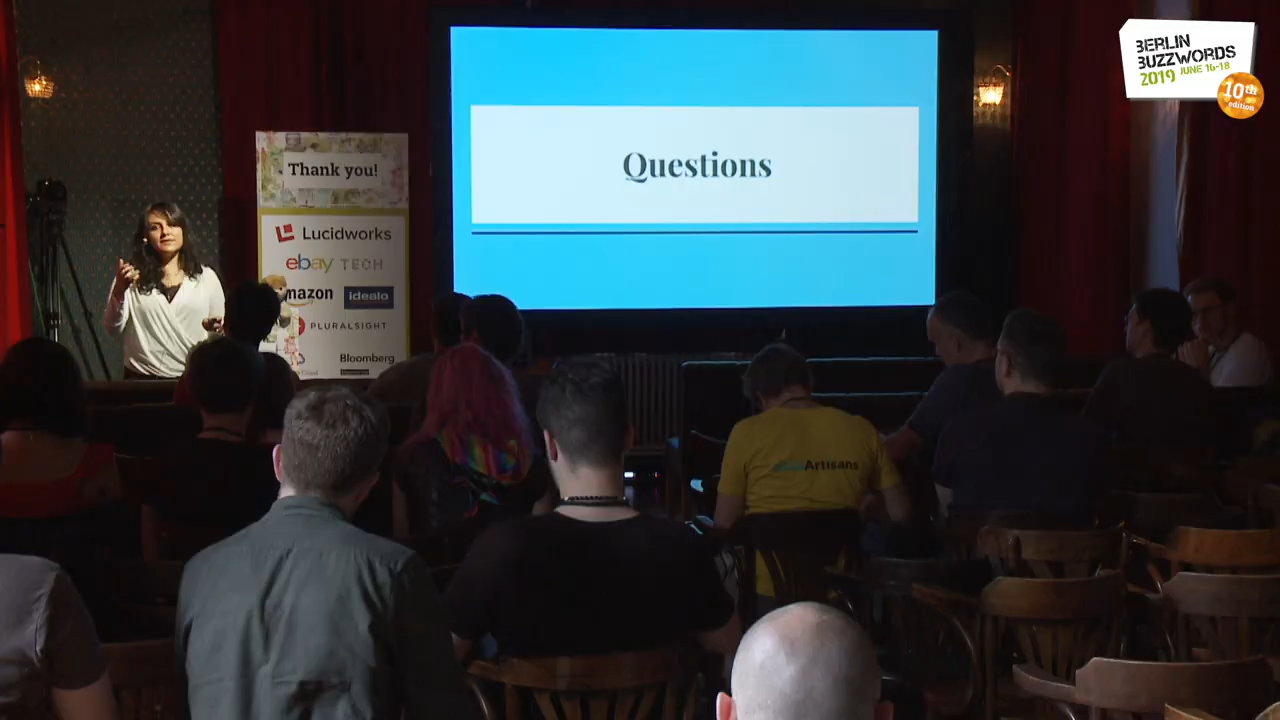 BERLIN
BUZZWORDS
2019 JUNE 16-18
10th
edition
Questions
Thank you!
Lucidworks
ebay TECH
amazon
idealo
PLURALSIGHT
Bloomberg
Artisans